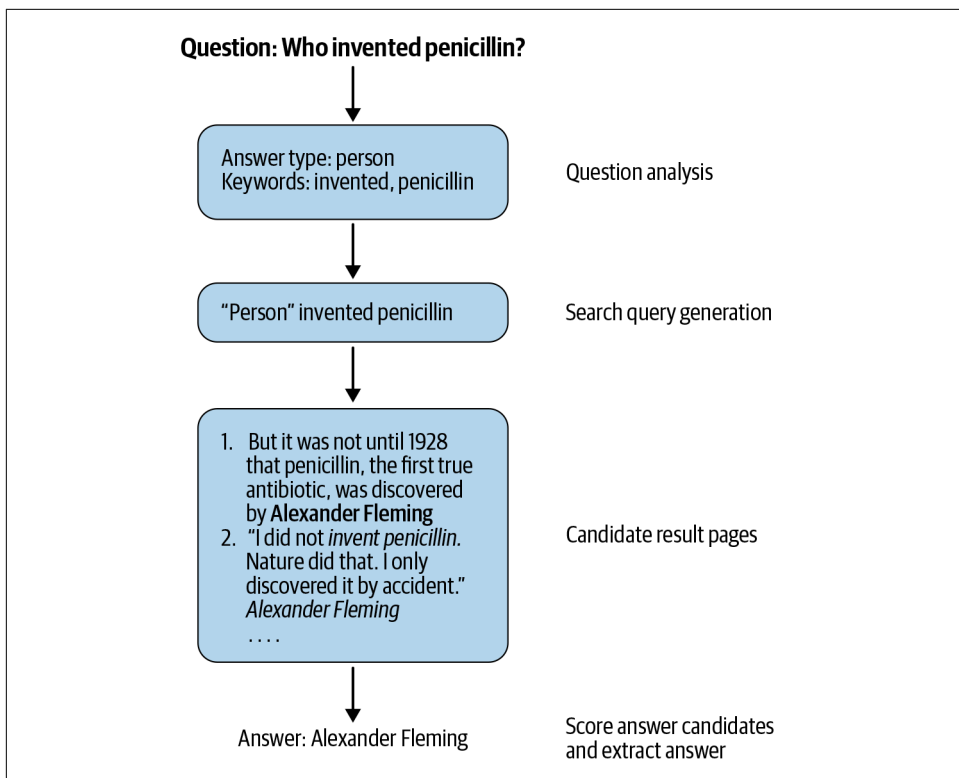 Question: Who invented penicillin?
Answer type: person
Keywords: invented, penicillin
Question analysis
“Person” invented penicillin
Search query generation
1. But it was not until 1928
that penicillin, the first true
antibiotic, was discovered
by Alexander Fleming
2. “I did not invent penicillin.
Nature did that. I only
discovered it by accident.”
Alexander Fleming
. . . .
Candidate result pages
Answer: Alexander Fleming
Score answer candidates
and extract answer